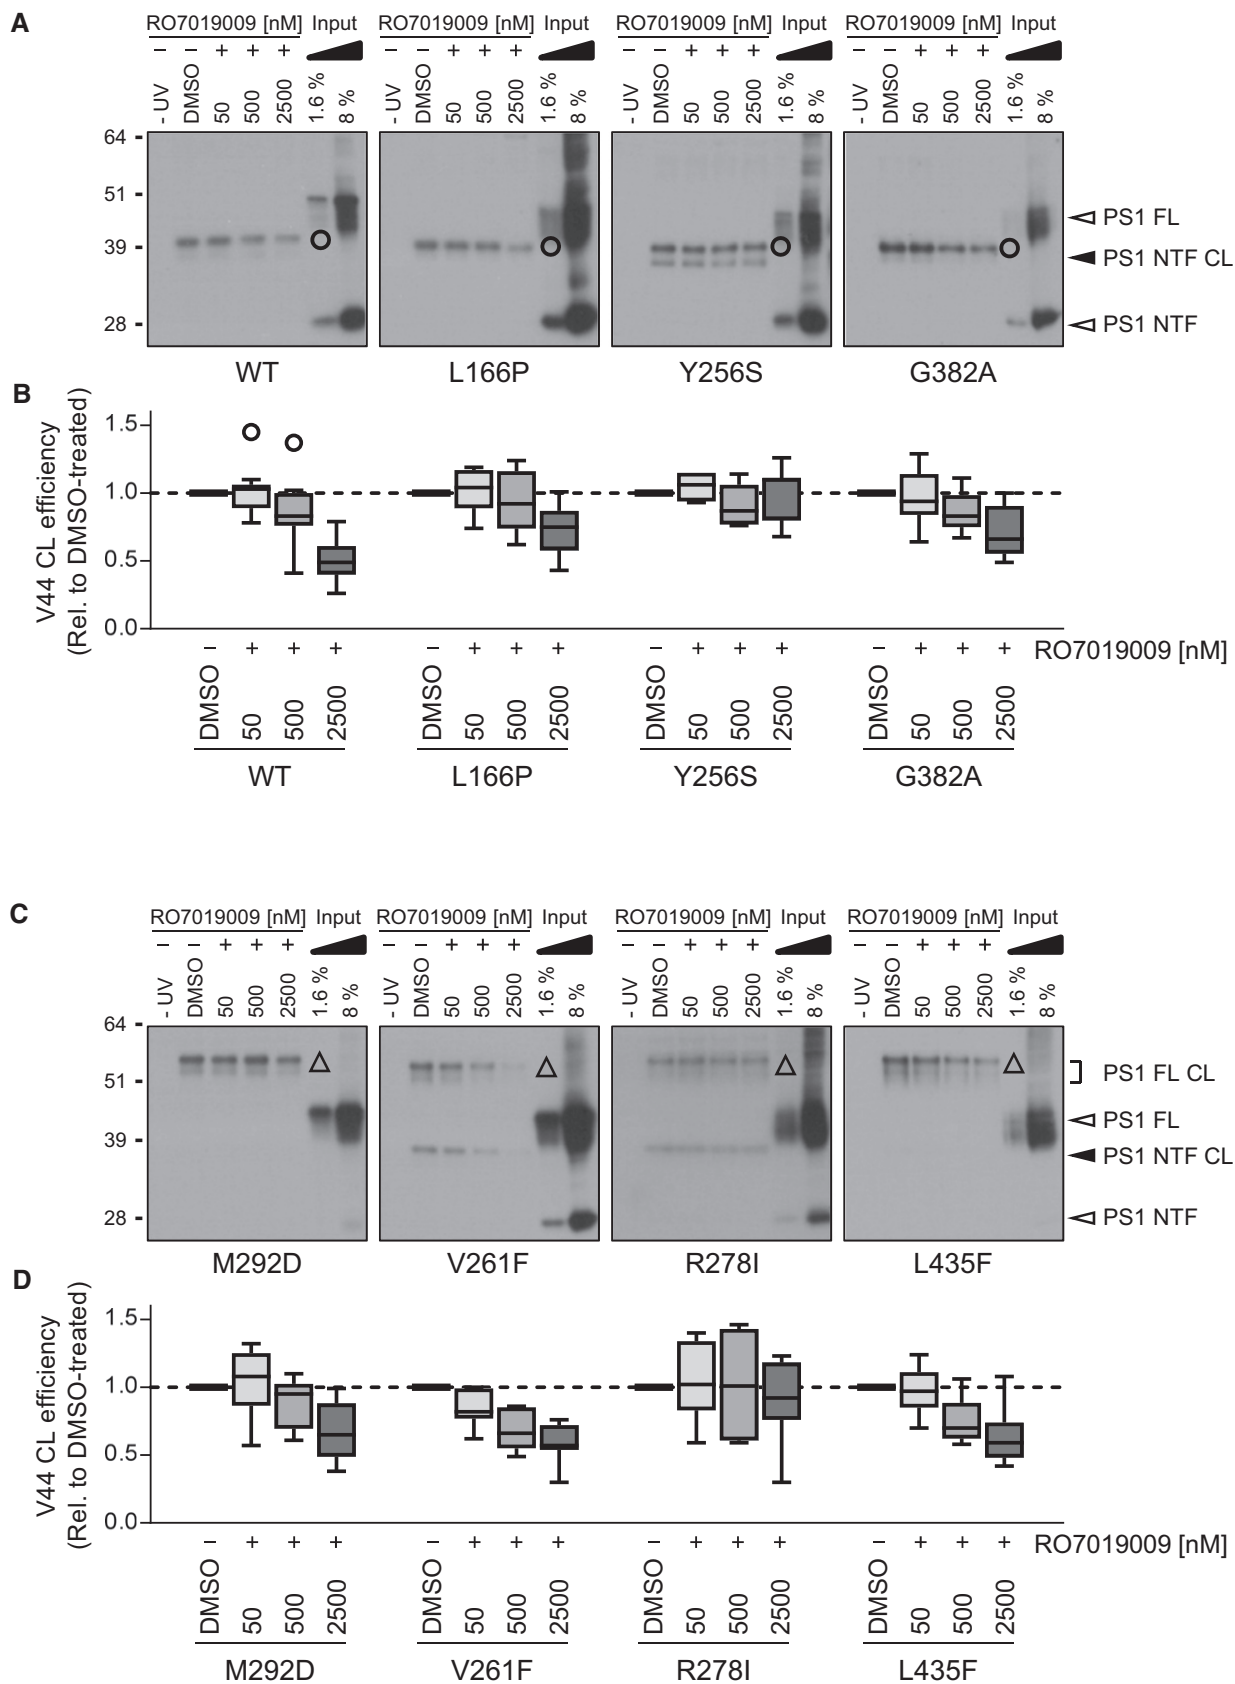 A
RO7019009 [nM] Input RO7019009 [nM] Input RO7019009 [nM] Input RO7019009 [nM] Input
– – + + + – – + + + – – + + + – – + + +
- UV DMSO 50 500 2500 1.6 % 8 % - UV DMSO 50 500 2500 1.6 % 8 % - UV DMSO 50 500 2500 1.6 % 8 % - UV DMSO 50 500 2500 1.6 % 8 %
64
51
PS1 FL
39
PS1 NTF CL
28
PS1 NTF
WT L166P Y256S G382A
B
V44 CL efficiency
(Rel. to DMSO-treated)
1.5
1.0
0.5
0.0
– + + + – + + + – + + + – + + + RO7019009 [nM]
DMSO 50 500 2500 DMSO 50 500 2500 DMSO 50 500 2500 DMSO 50 500 2500
WT L166P Y256S G382A
C
RO7019009 [nM] Input RO7019009 [nM] Input RO7019009 [nM] Input RO7019009 [nM] Input
– – + + + – – + + + – – + + + – – + + +
- UV DMSO 50 500 2500 1.6 % 8 % - UV DMSO 50 500 2500 1.6 % 8 % - UV DMSO 50 500 2500 1.6 % 8 % - UV DMSO 50 500 2500 1.6 % 8 %
64
PS1 FL CL
51
PS1 FL
39
PS1 NTF CL
28
PS1 NTF
M292D V261F R278I L435F
D
V44 CL efficiency
(Rel. to DMSO-treated)
1.5
1.0
0.5
0.0
– + + + – + + + – + + + – + + + RO7019009 [nM]
DMSO 50 500 2500 DMSO 50 500 2500 DMSO 50 500 2500 DMSO 50 500 2500
M292D V261F R278I L435F